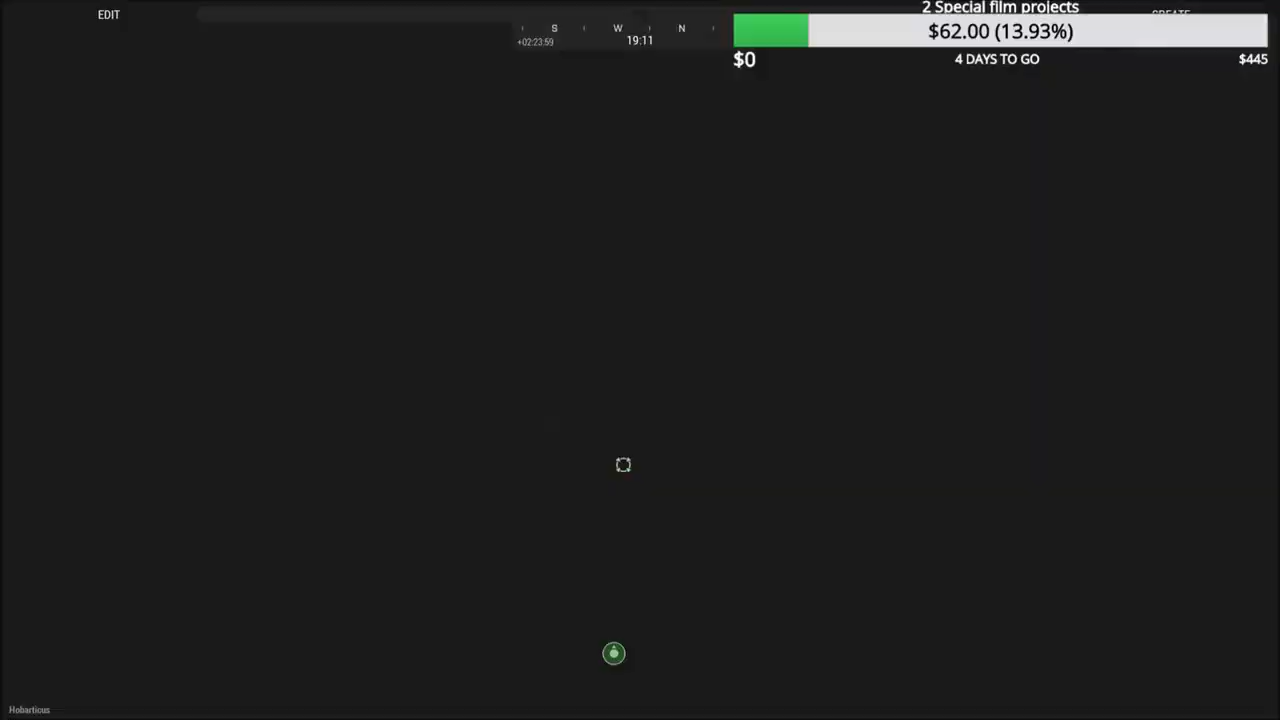 2 Special film projects
EDIT
CREATE
S W N
$62.00 (13.93%)
+02:23:59
19:11
$0
4 DAYS TO GO
$445
Hobarticus